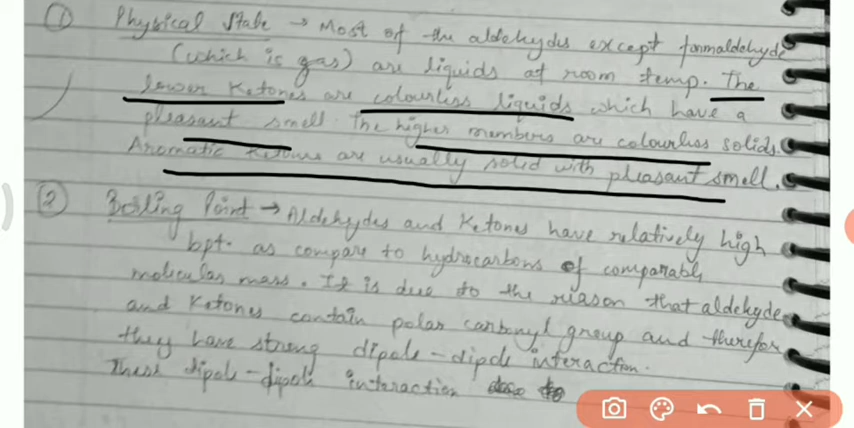 ① Physical State → Most of the aldehydes except formaldehyde
(which is gas) are liquids at room temp. The
lower Ketones are colourless liquids which have a
pleasant smell. The higher members are colourless solids.
Aromatic Ketones are usually solid with pleasant smell.
② Boiling Point → Aldehydes and Ketones have relatively high
bpt. as compare to hydrocarbons of comparable
molecular mass. It is due to the reason that aldehyde
and Ketones contain polar carbonyl group and therefor
they have strong dipole-dipole interaction.
These dipole-dipole interaction